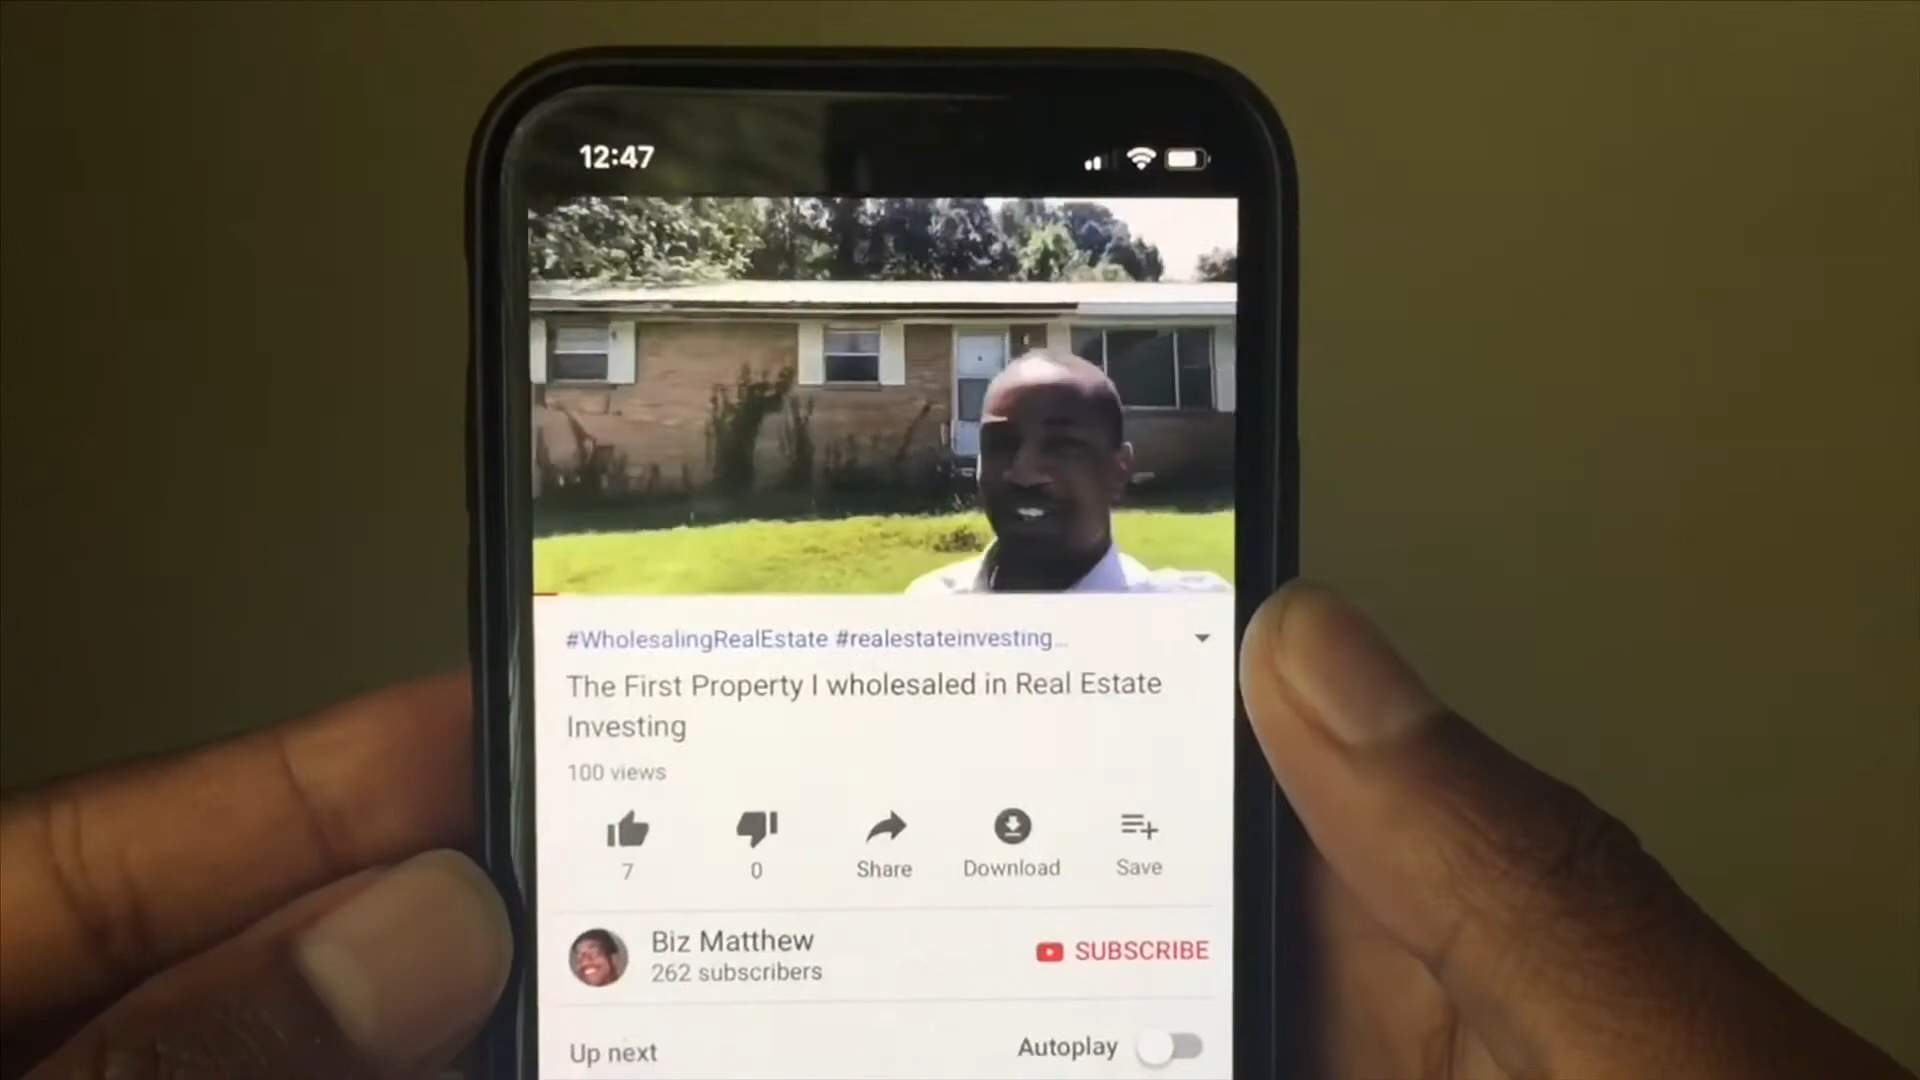 12:47
#WholesalingRealEstate #realestateinvesting...
The First Property I wholesaled in Real Estate
Investing
100 views
7
0
Share
Download
Save
Biz Matthew
262 subscribers
SUBSCRIBE
Up next
Autoplay